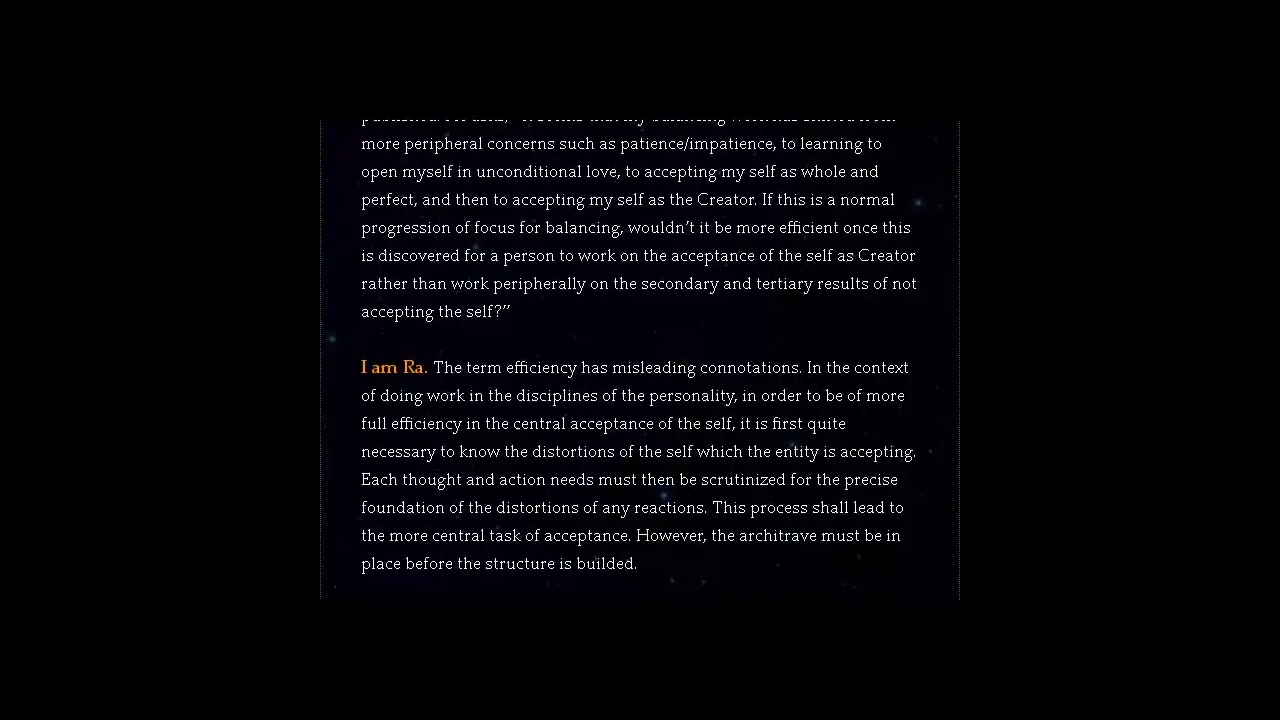 more peripheral concerns such as patience/impatience, to learning to
open myself in unconditional love, to accepting my self as whole and
perfect, and then to accepting my self as the Creator. If this is a normal
progression of focus for balancing, wouldn’t it be more efficient once this
is discovered for a person to work on the acceptance of the self as Creator
rather than work peripherally on the secondary and tertiary results of not
accepting the self?”
I am Ra. The term efficiency has misleading connotations. In the context
of doing work in the disciplines of the personality, in order to be of more
full efficiency in the central acceptance of the self, it is first quite
necessary to know the distortions of the self which the entity is accepting.
Each thought and action needs must then be scrutinized for the precise
foundation of the distortions of any reactions. This process shall lead to
the more central task of acceptance. However, the architrave must be in
place before the structure is builded.